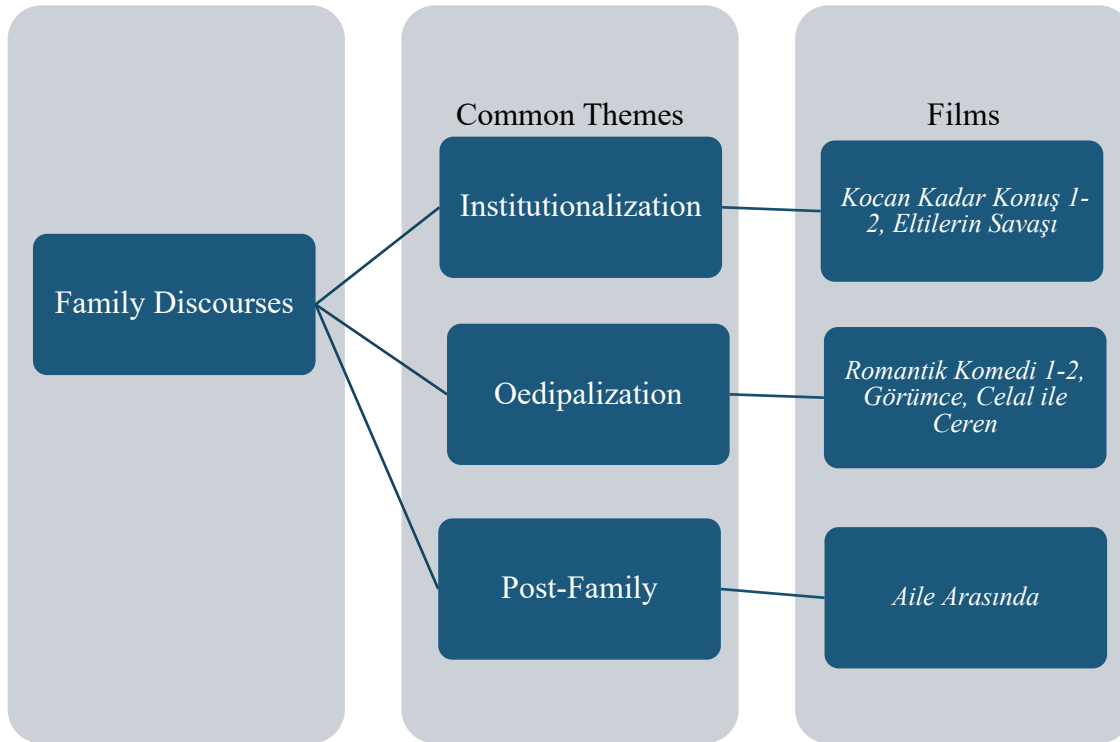 Common Themes
Films
Family Discourses
Institutionalization
Kocan Kadar Konuş 1-
2, Eltilerin Savaşı
Oedipalization
Romantik Komedi 1-2,
Görümce, Celal ile
Ceren
Post-Family
Aile Arasında